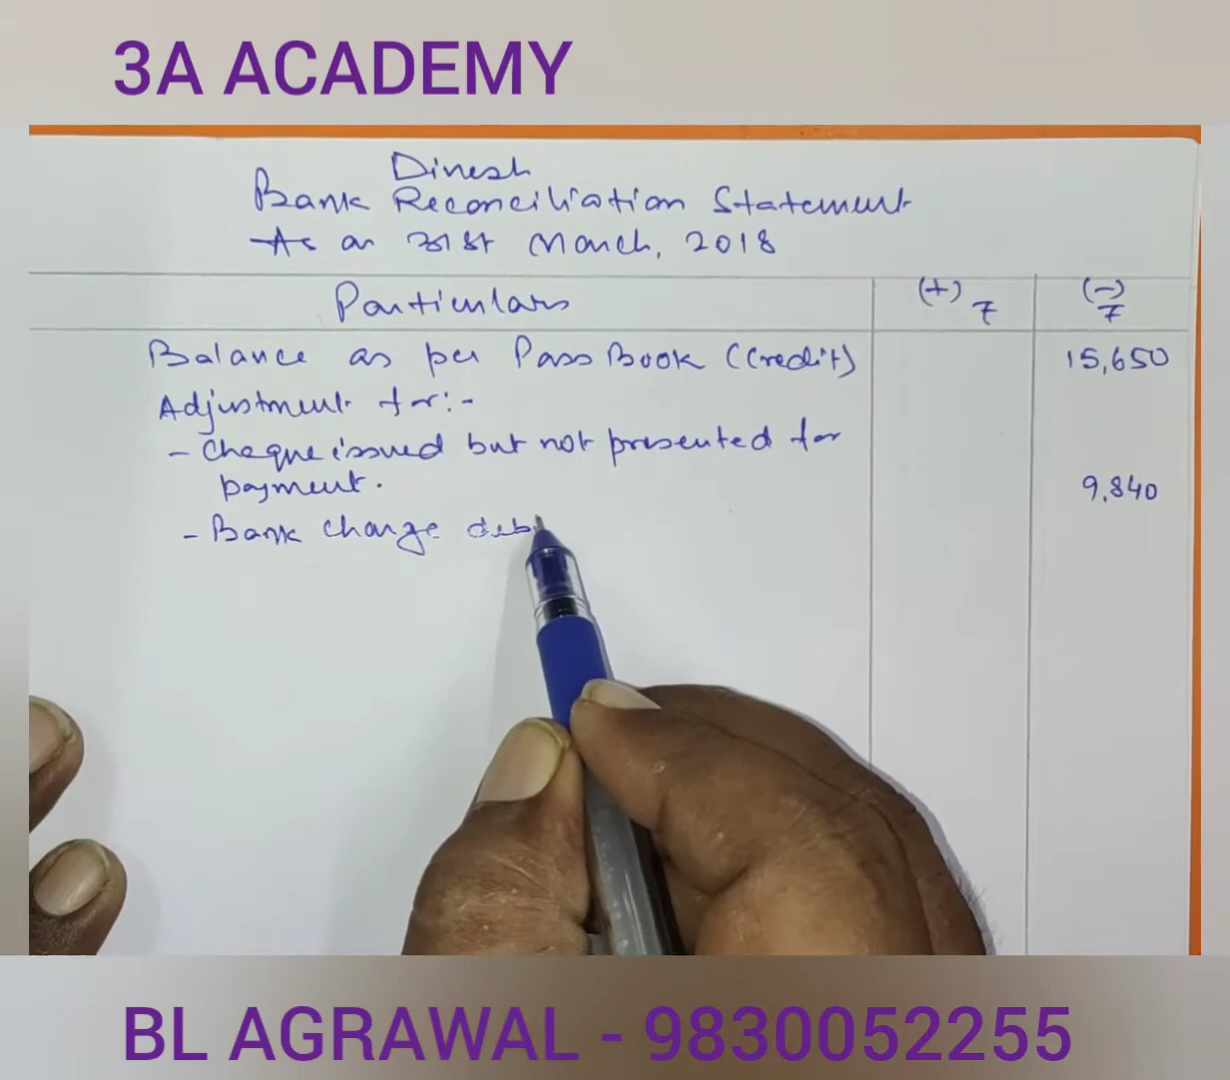 3A ACADEMY
Dinesh
Bank Reconciliation Statement
As on 31st March, 2018
Particulars (+) ₹ (-) ₹
Balance as per Pass Book (Credit) 15,650
Adjustment for:-
- Cheque issued but not presented for
payment. 9,840
- Bank charge deb
BL AGRAWAL - 9830052255